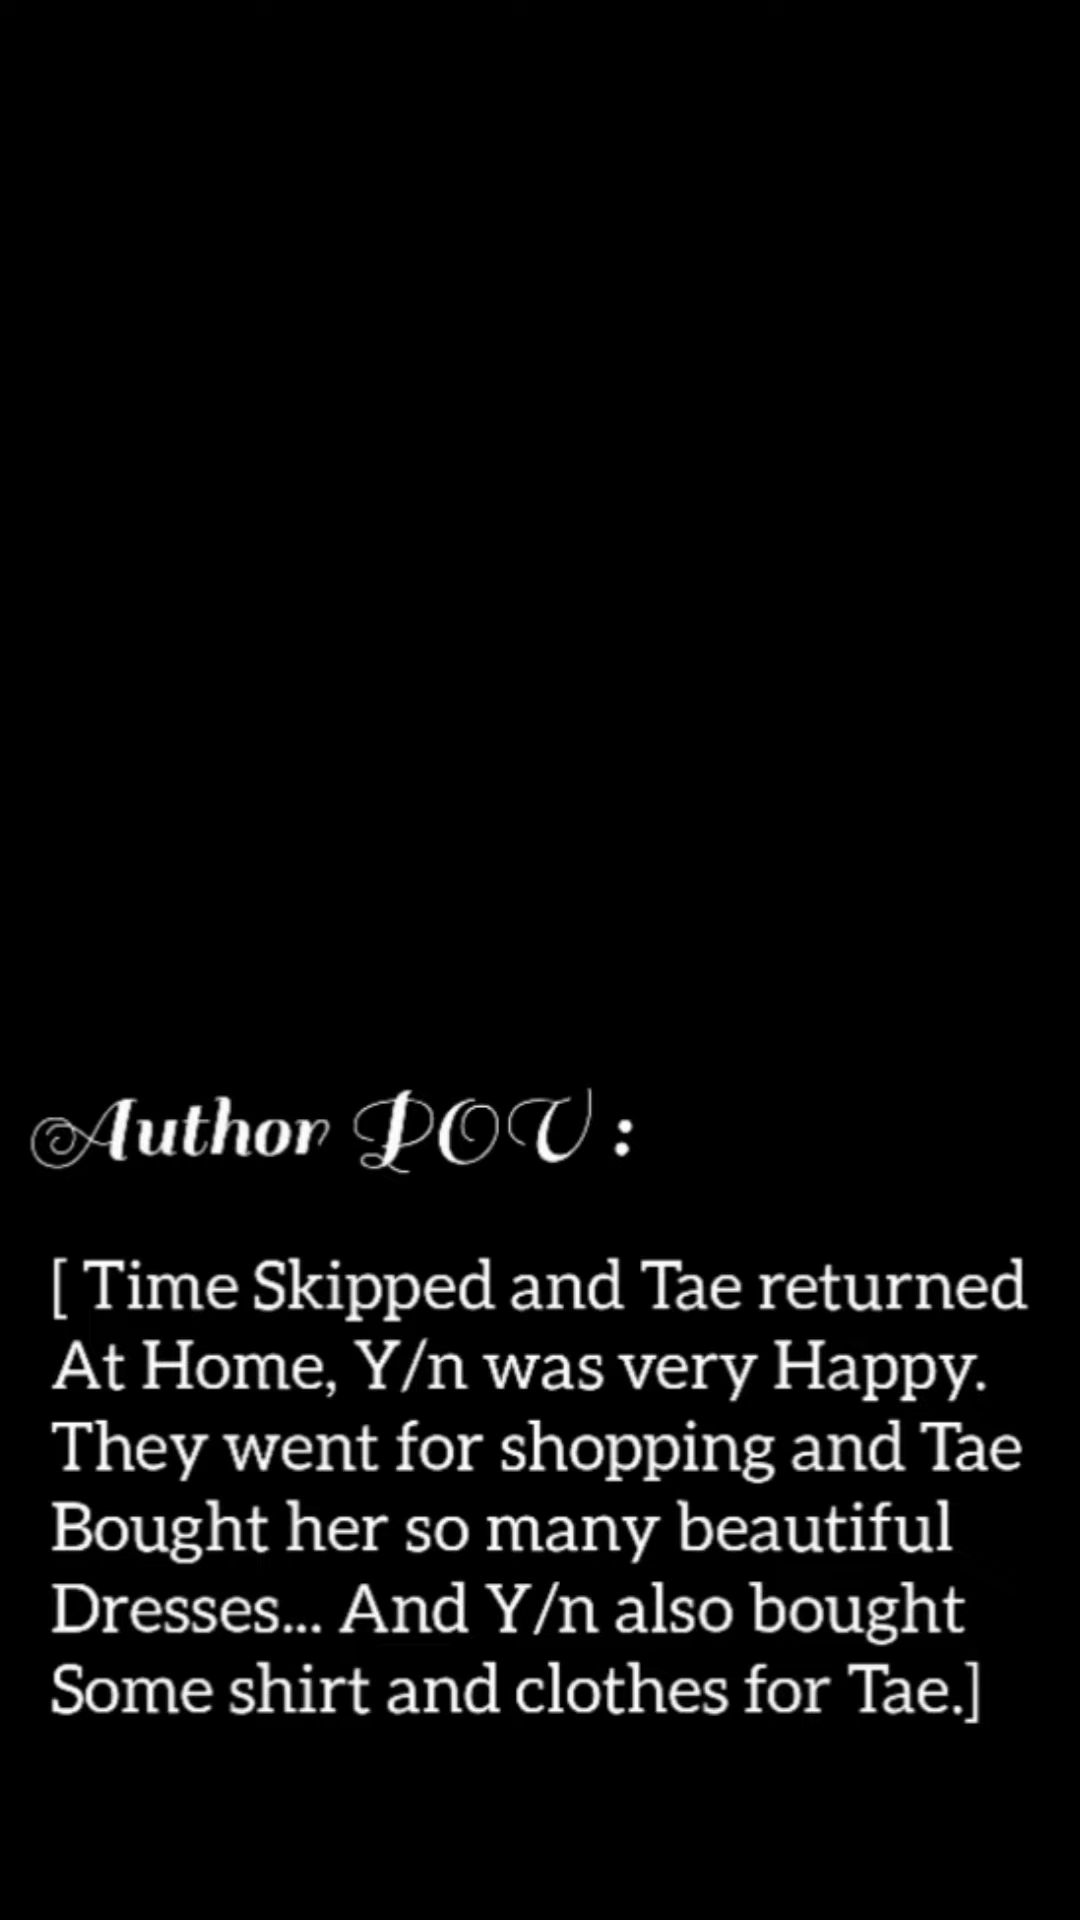 Author POV :
[ Time Skipped and Tae returned
At Home, Y/n was very Happy.
They went for shopping and Tae
Bought her so many beautiful
Dresses... And Y/n also bought
Some shirt and clothes for Tae.]